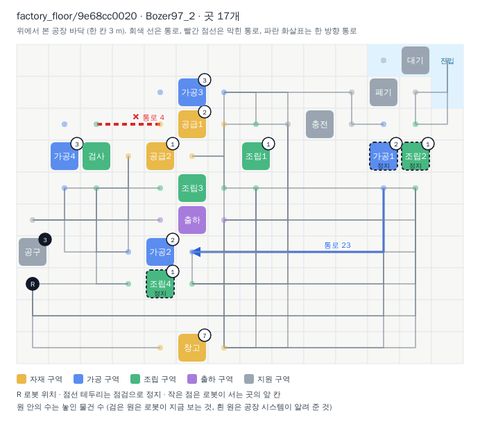 factory_floor/9e68cc0020 · Bozer97_2 · 곳 17개
위에서 본 공장 바닥 (한 칸 3 m). 회색 선은 통로, 빨간 점선은 막힌 통로, 파란 화살표는 한 방향 통로
대기
진입
가공3
3
폐기
✕ 통로 4
공급1
2
충전
가공4
3
검사
공급2
1
조립1
1
가공1
2
정지
조립2
1
정지
조립3
출하
공구
3
가공2
2
통로 23
R
조립4
1
정지
창고
7
자재 구역
가공 구역
조립 구역
출하 구역
지원 구역
R 로봇 위치 · 점선 테두리는 점검으로 정지 · 작은 점은 로봇이 서는 곳의 앞 칸
원 안의 수는 놓인 물건 수 (검은 원은 로봇이 지금 보는 것, 흰 원은 공장 시스템이 알려 준 것)